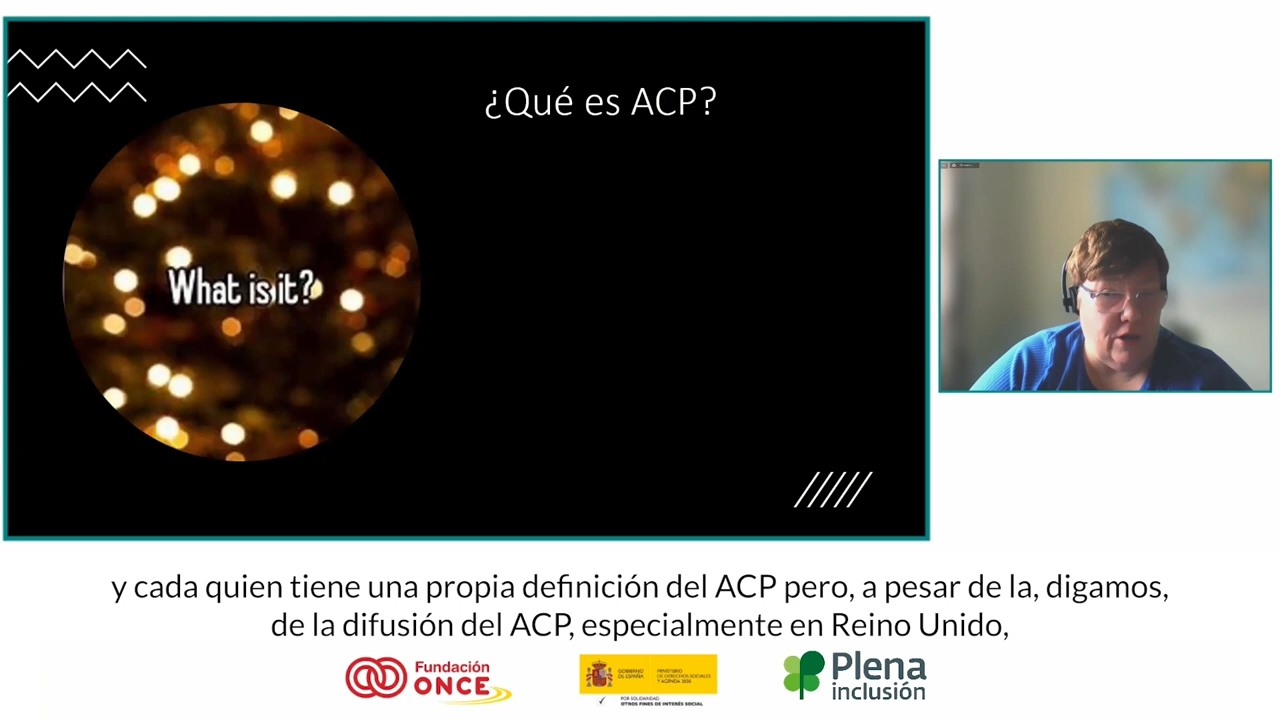 ¿Qué es ACP?
What is it?
y cada quien tiene una propia definición del ACP pero, a pesar de la, digamos,
de la difusión del ACP, especialmente en Reino Unido,
Fundación
ONCE
GOBIERNO
DE ESPAÑA
MINISTERIO
DE DERECHOS SOCIALES
Y AGENDA 2030
POR SOLIDARIDAD
OTROS FINES DE INTERÉS SOCIAL
Plena
inclusión